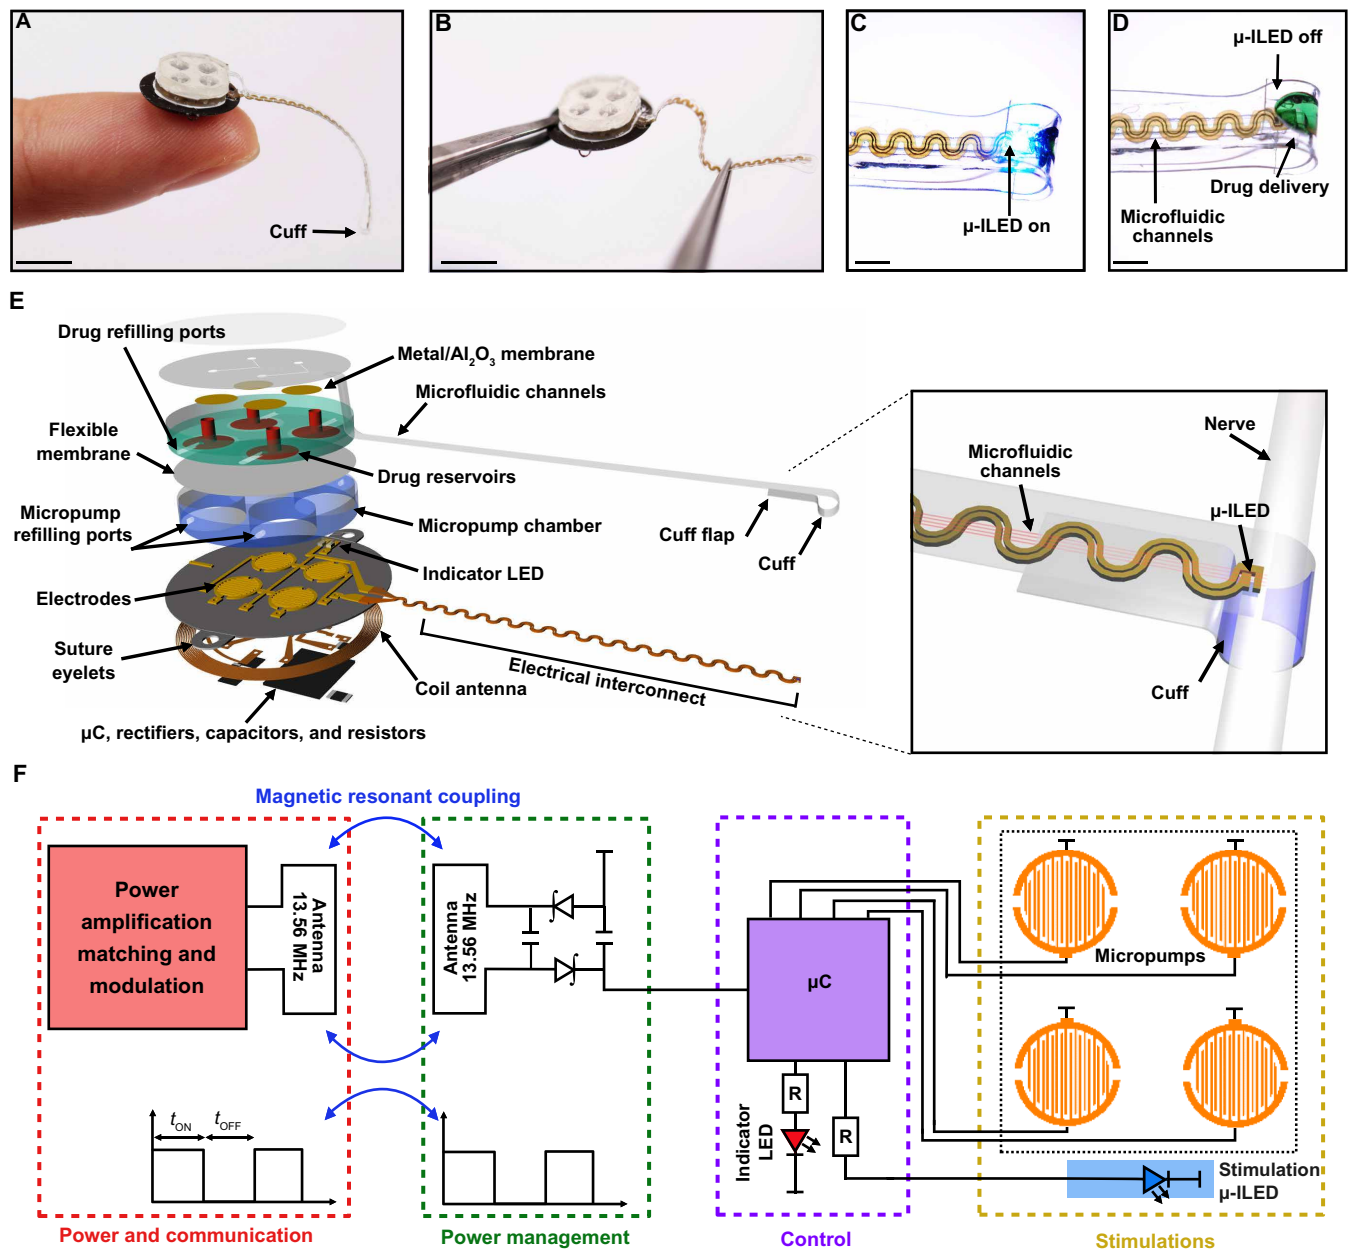 A
Cuff
B
C
μ-ILED on
D
μ-ILED off
Drug delivery
Microfluidic
channels
E
Drug refilling ports
Metal/Al2O3 membrane
Microfluidic channels
Flexible
membrane
Drug reservoirs
Micropump
refilling ports
Micropump chamber
Cuff flap
Cuff
Indicator LED
Electrodes
Suture
eyelets
Coil antenna
Electrical interconnect
μC, rectifiers, capacitors, and resistors
Nerve
Microfluidic
channels
μ-ILED
Cuff
F
Magnetic resonant coupling
Power
amplification
matching and
modulation
Antenna
13.56 MHz
Antenna
13.56 MHz
μC
Micropumps
R
R
Indicator
LED
tON
tOFF
Stimulation
μ-ILED
Power and communication
Power management
Control
Stimulations